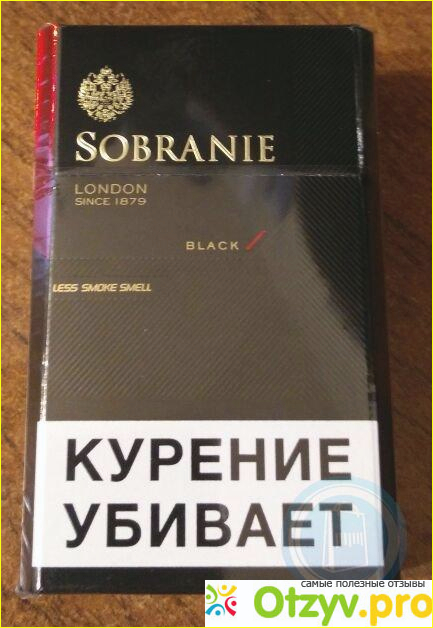 SOBRANIE
LONDON
SINCE 1879
BLACK
LESS SMOKE SMELL
КУРЕНИЕ
УБИВАЕТ
самые полезные отзывы
Otzyv.pro